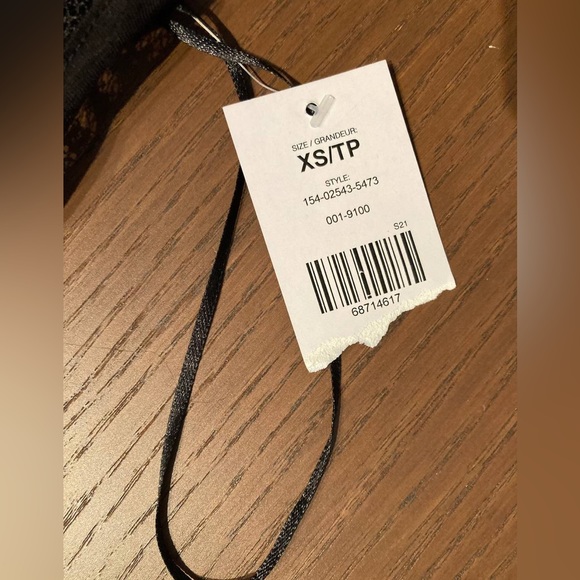 SIZE / GRANDEUR:
XS/TP
STYLE:
154-02543-5473
001-9100
S21
68714617